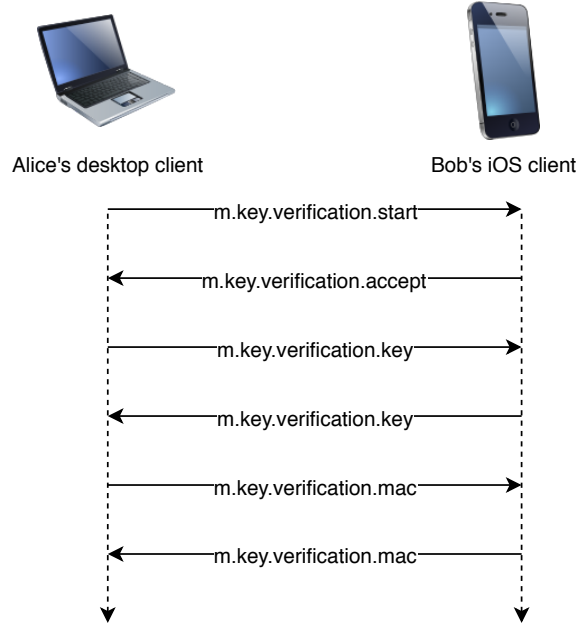 Alice's desktop client
Bob's iOS client
m.key.verification.start
m.key.verification.accept
m.key.verification.key
m.key.verification.key
m.key.verification.mac
m.key.verification.mac